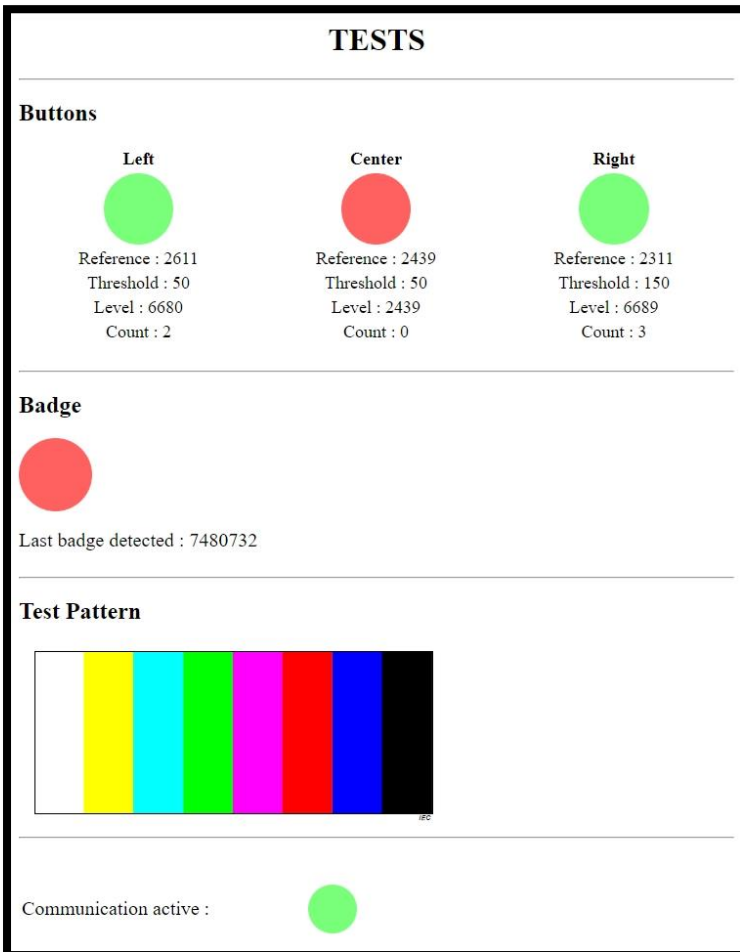 TESTS
Buttons
Left Center Right
Reference : 2611 Reference : 2439 Reference : 2311
Threshold : 50 Threshold : 50 Threshold : 150
Level : 6680 Level : 2439 Level : 6689
Count : 2 Count : 0 Count : 3
Badge
Last badge detected : 7480732
Test Pattern
IEC
Communication active :